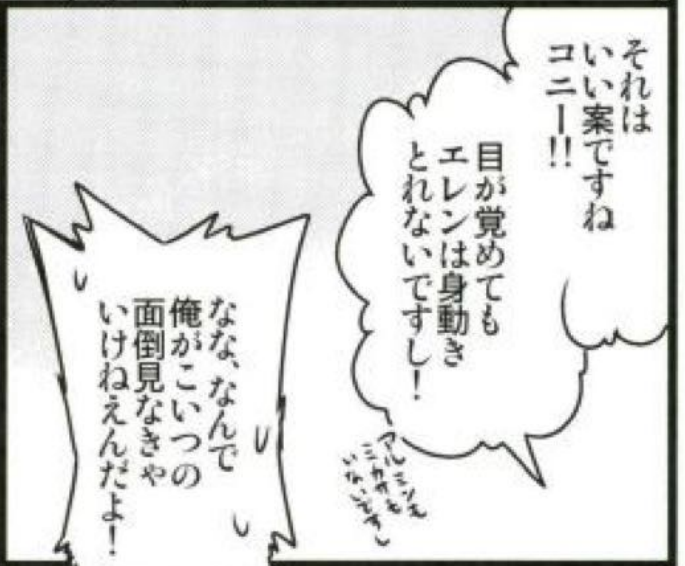 それは
いい案ですね
コニー!!
目が覚めても
エレンは身動き
とれないですし！
アルミンも
ミカサも
いないですし
なな、なんで
俺がこいつの
面倒見なきゃ
いけねえんだよ！